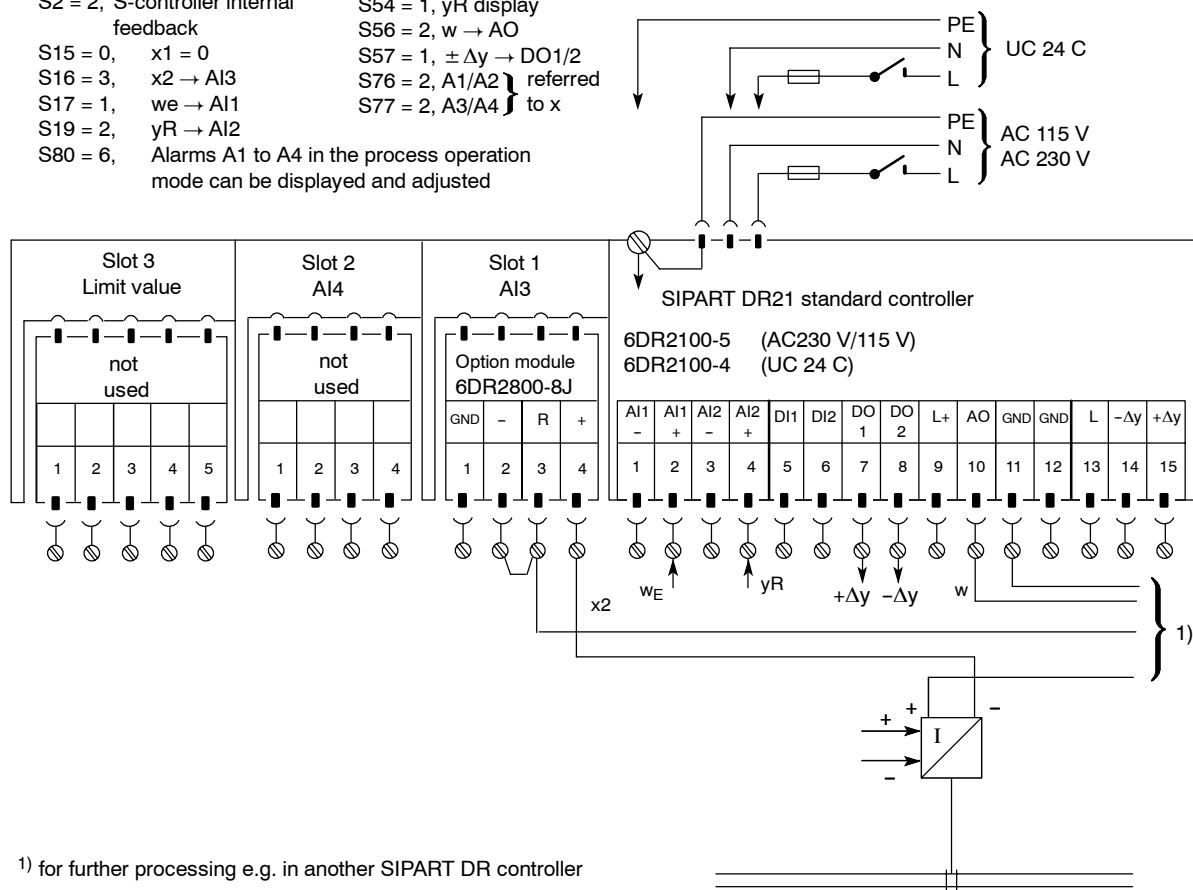 S2 = 2, S-controller internal
feedback
S15 = 0, x1 = 0
S16 = 3, x2 → AI3
S17 = 1, we → AI1
S19 = 2, yR → AI2
S80 = 6, Alarms A1 to A4 in the process operation
mode can be displayed and adjusted
S54 = 1, yR display
S56 = 2, w → AO
S57 = 1, ± Δy → DO1/2
S76 = 2, A1/A2 } referred
S77 = 2, A3/A4 } to x
PE
N
L
UC 24 C
PE
N
L
AC 115 V
AC 230 V
Slot 3
Limit value
Slot 2
AI4
Slot 1
AI3
SIPART DR21 standard controller
6DR2100-5 (AC230 V/115 V)
6DR2100-4 (UC 24 C)
not
used
not
used
Option module
6DR2800-8J
GND – R +
AI1 – AI1 + AI2 – AI2 + DI1 DI2 DO 1 DO 2 L+ AO GND GND L –Δy +Δy
1 2 3 4 5
1 2 3 4
1 2 3 4
1 2 3 4 5 6 7 8 9 10 11 12 13 14 15
x2
wE
yR
+Δy –Δy
w
1)
+ –
+
I
–
1) for further processing e.g. in another SIPART DR controller